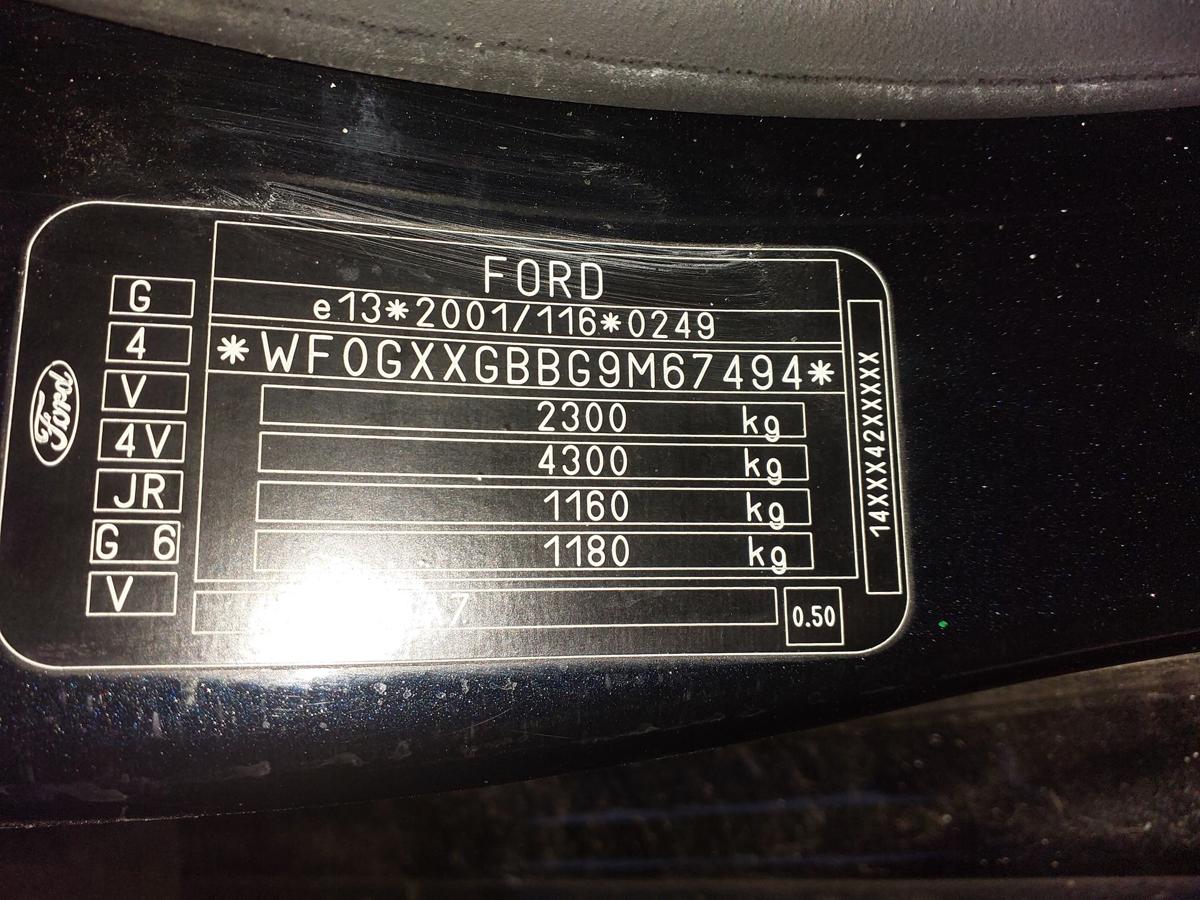 FORD
e13*2001/116*0249
*WF0GXXGBBG9M67494*
2300 kg
4300 kg
1160 kg
1180 kg
0.50
G
4
V
4V
JR
G 6
V
Ford
14XXX42XXXXX